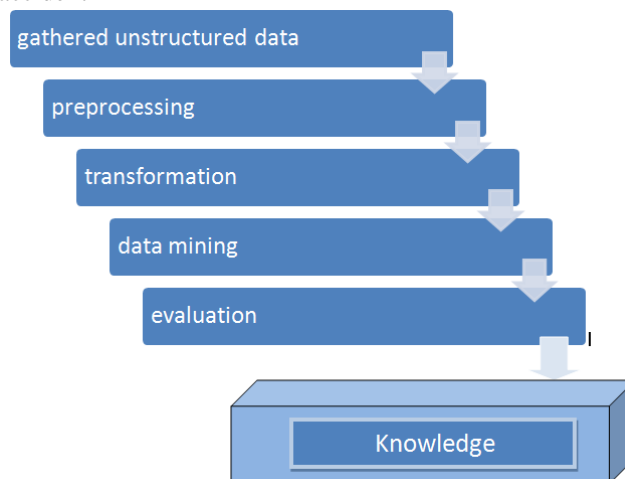 gathered unstructured data
preprocessing
transformation
data mining
evaluation
Knowledge